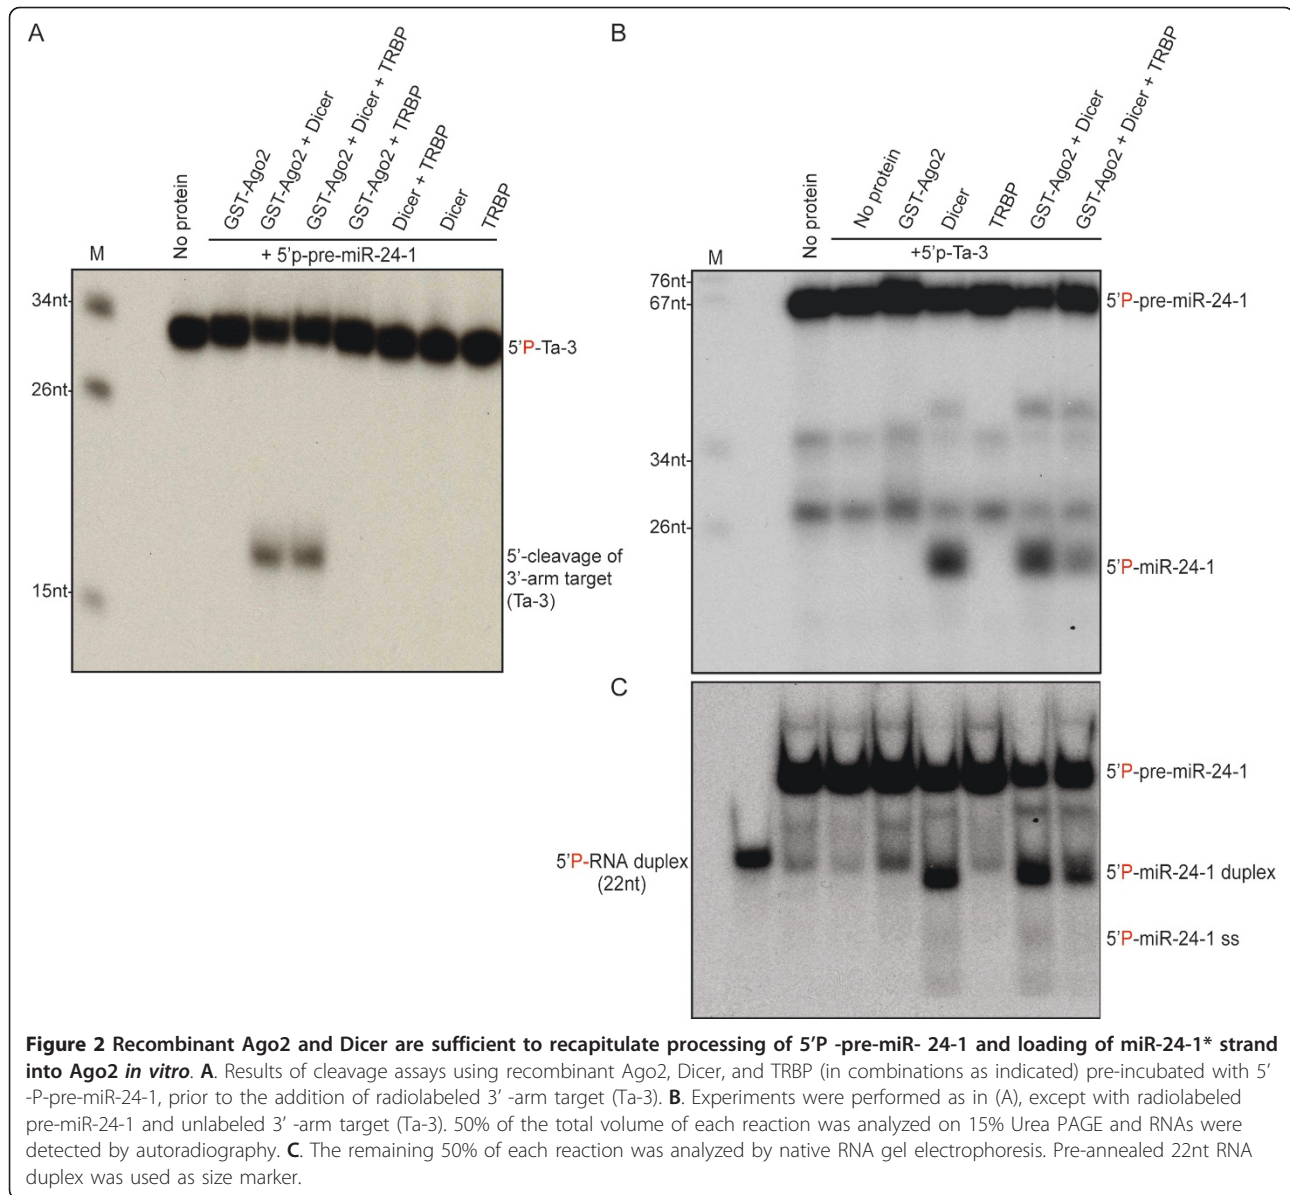 A
No protein
GST-Ago2
GST-Ago2 + Dicer
GST-Ago2 + Dicer + TRBP
GST-Ago2 + TRBP
Dicer + TRBP
Dicer
TRBP
M
+ 5'p-pre-miR-24-1
34nt
26nt
15nt
5'P-Ta-3
5'-cleavage of
3'-arm target
(Ta-3)
B
No protein
No protein
GST-Ago2
Dicer
TRBP
GST-Ago2 + Dicer
GST-Ago2 + Dicer + TRBP
M
+5'p-Ta-3
76nt
67nt
34nt
26nt
5'P-pre-miR-24-1
5'P-miR-24-1
C
5'P-RNA duplex
(22nt)
5'P-pre-miR-24-1
5'P-miR-24-1 duplex
5'P-miR-24-1 ss
Figure 2 Recombinant Ago2 and Dicer are sufficient to recapitulate processing of 5'P -pre-miR- 24-1 and loading of miR-24-1* strand
into Ago2 in vitro. A. Results of cleavage assays using recombinant Ago2, Dicer, and TRBP (in combinations as indicated) pre-incubated with 5'
-P-pre-miR-24-1, prior to the addition of radiolabeled 3' -arm target (Ta-3). B. Experiments were performed as in (A), except with radiolabeled
pre-miR-24-1 and unlabeled 3' -arm target (Ta-3). 50% of the total volume of each reaction was analyzed on 15% Urea PAGE and RNAs were
detected by autoradiography. C. The remaining 50% of each reaction was analyzed by native RNA gel electrophoresis. Pre-annealed 22nt RNA
duplex was used as size marker.